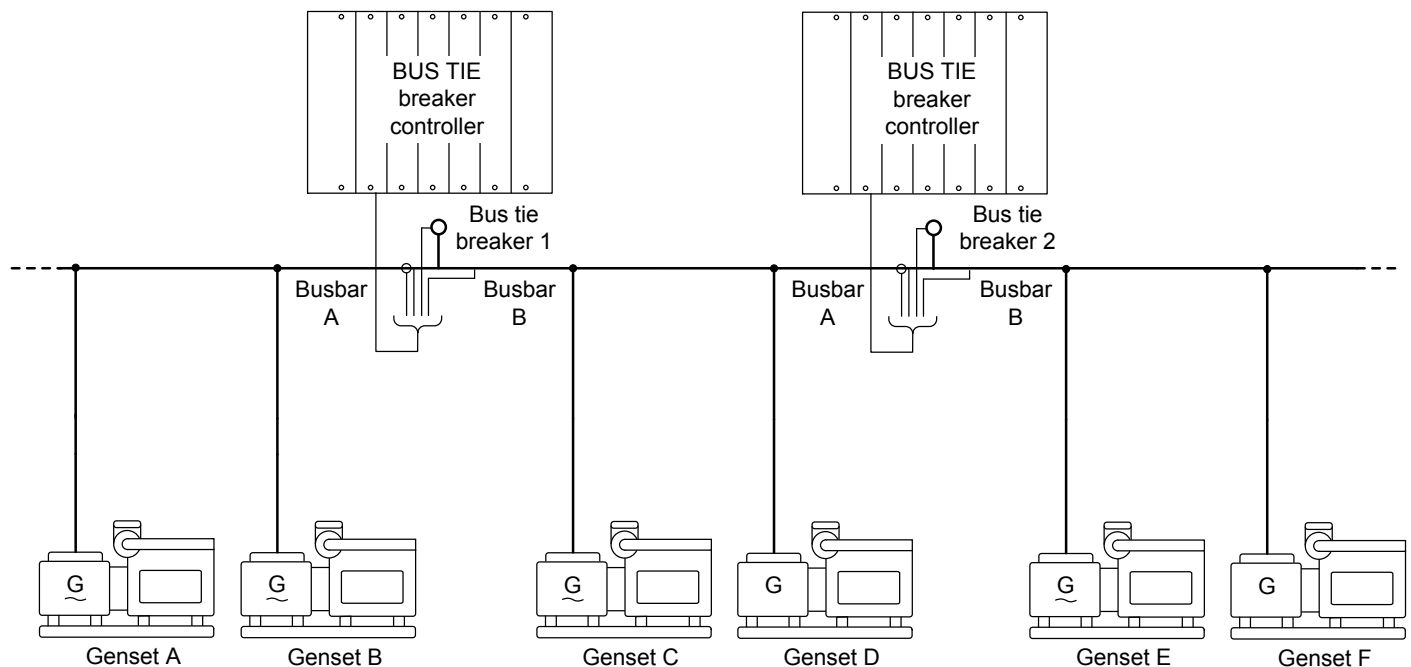 BUS TIE
breaker
controller
BUS TIE
breaker
controller
Bus tie
breaker 1
Bus tie
breaker 2
Busbar
A
Busbar
B
Busbar
A
Busbar
B
G
G
G
G
G
G
Genset A
Genset B
Genset C
Genset D
Genset E
Genset F